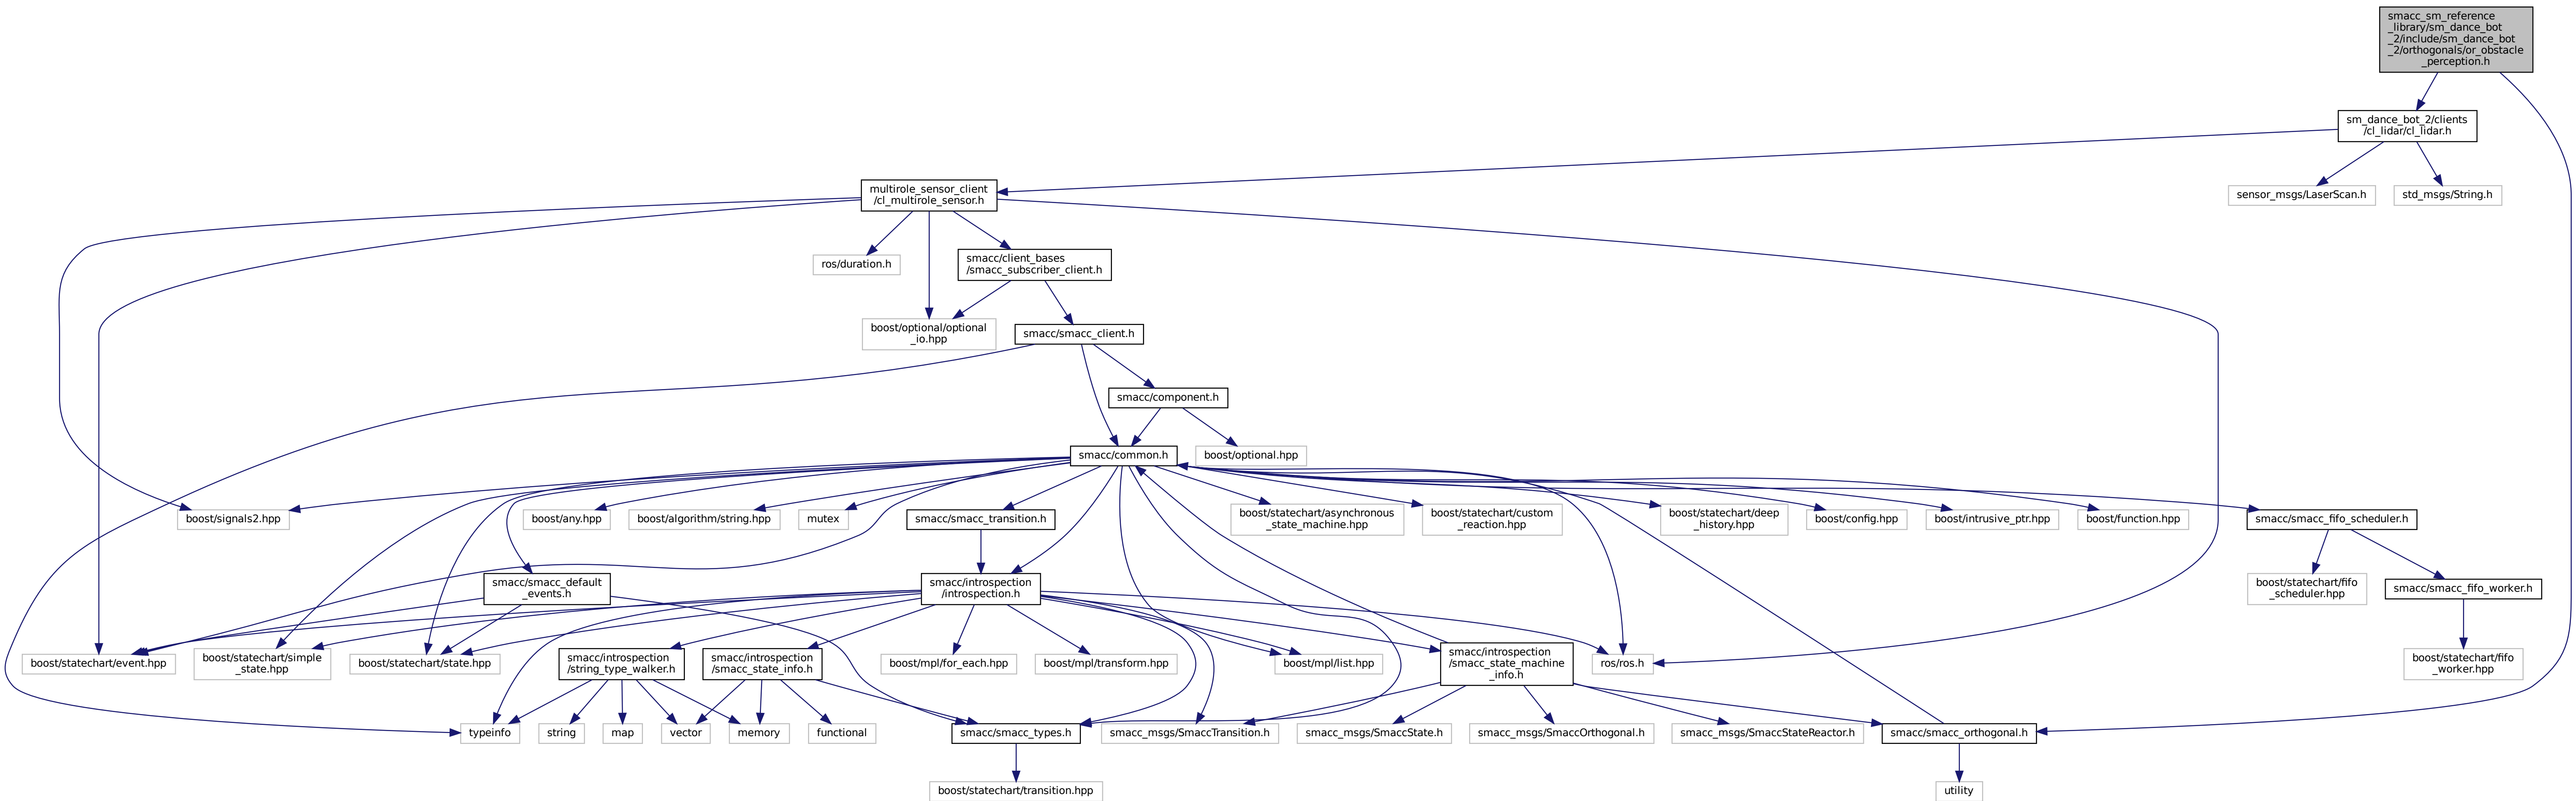 smacc_sm_reference
_library/sm_dance_bot
_2/include/sm_dance_bot
_2/orthogonals/or_obstacle
_perception.h
sm_dance_bot_2/clients
/cl_lidar/cl_lidar.h
multirole_sensor_client
/cl_multirole_sensor.h
sensor_msgs/LaserScan.h
std_msgs/String.h
ros/duration.h
smacc/client_bases
/smacc_subscriber_client.h
boost/optional/optional
_io.hpp
smacc/smacc_client.h
smacc/component.h
smacc/common.h
boost/optional.hpp
boost/signals2.hpp
boost/any.hpp
boost/algorithm/string.hpp
mutex
smacc/smacc_transition.h
boost/statechart/asynchronous
_state_machine.hpp
boost/statechart/custom
_reaction.hpp
boost/statechart/deep
_history.hpp
boost/config.hpp
boost/intrusive_ptr.hpp
boost/function.hpp
smacc/smacc_fifo_scheduler.h
smacc/smacc_default
_events.h
smacc/introspection
/introspection.h
boost/statechart/fifo
_scheduler.hpp
smacc/smacc_fifo_worker.h
boost/statechart/event.hpp
boost/statechart/simple
_state.hpp
boost/statechart/state.hpp
smacc/introspection
/string_type_walker.h
smacc/introspection
/smacc_state_info.h
boost/mpl/for_each.hpp
boost/mpl/transform.hpp
boost/mpl/list.hpp
smacc/introspection
/smacc_state_machine
_info.h
ros/ros.h
boost/statechart/fifo
_worker.hpp
typeinfo
string
map
vector
memory
functional
smacc/smacc_types.h
smacc_msgs/SmaccTransition.h
smacc_msgs/SmaccState.h
smacc_msgs/SmaccOrthogonal.h
smacc_msgs/SmaccStateReactor.h
smacc/smacc_orthogonal.h
boost/statechart/transition.hpp
utility